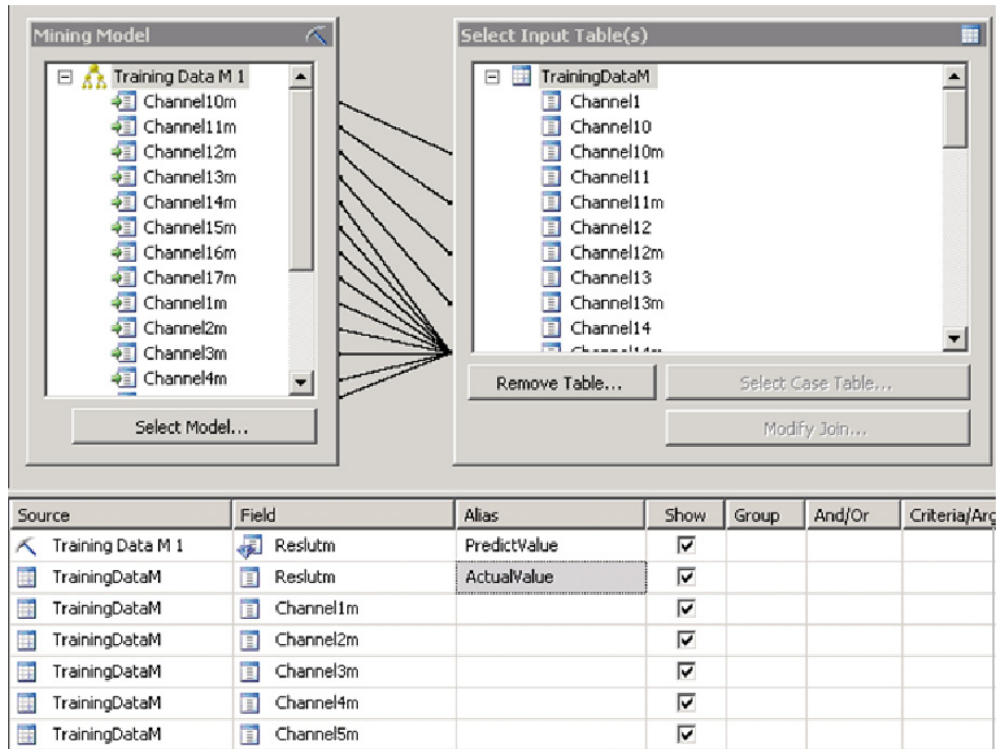 Mining Model
Training Data M 1
Channel10m
Channel11m
Channel12m
Channel13m
Channel14m
Channel15m
Channel16m
Channel17m
Channel1m
Channel2m
Channel3m
Channel4m
Select Model...
Select Input Table(s)
TrainingDataM
Channel1
Channel10
Channel10m
Channel11
Channel11m
Channel12
Channel12m
Channel13
Channel13m
Channel14
Remove Table...
Select Case Table...
Modify Join...
Source Field Alias Show Group And/Or Criteria/Arg
Training Data M 1 Reslutm PredictValue
TrainingDataM Reslutm ActualValue
TrainingDataM Channel1m
TrainingDataM Channel2m
TrainingDataM Channel3m
TrainingDataM Channel4m
TrainingDataM Channel5m